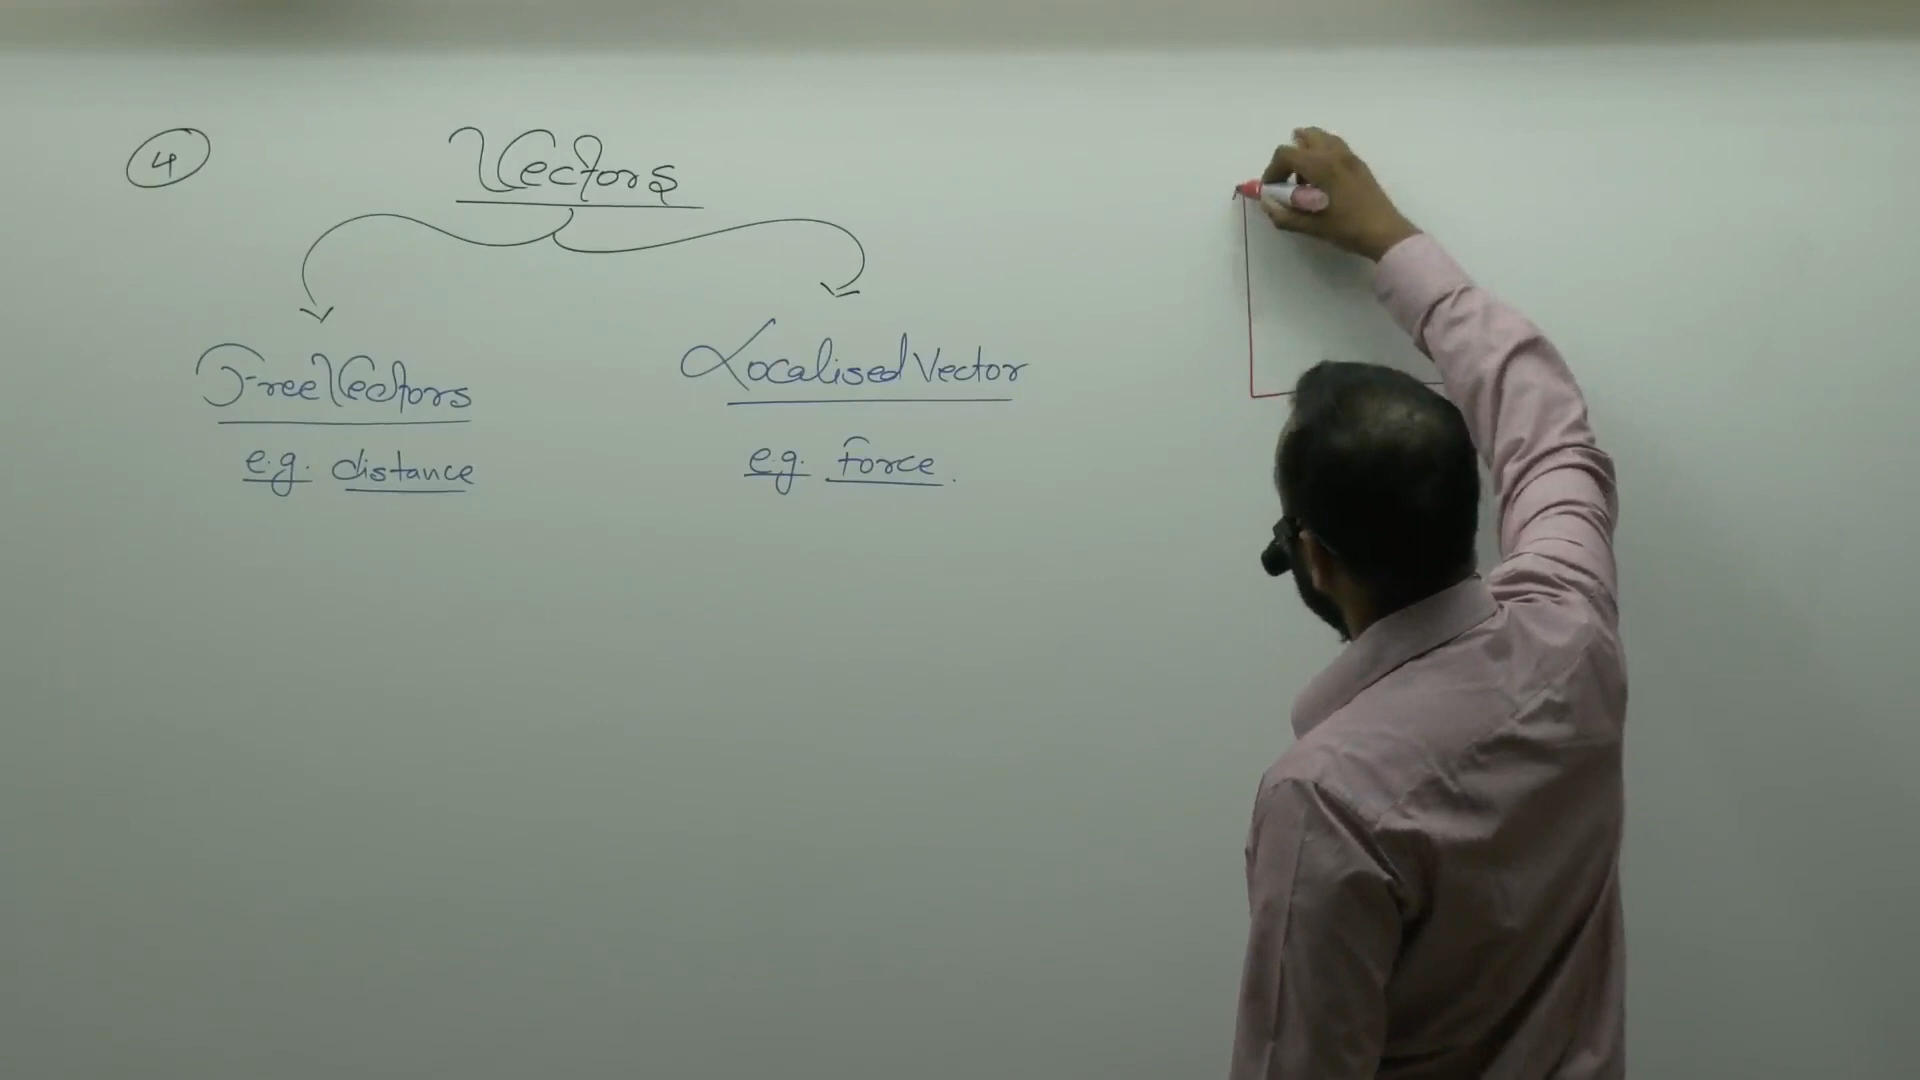 4
Vectors
Free Vectors
Localised Vector
e.g. distance
e.g. Force.